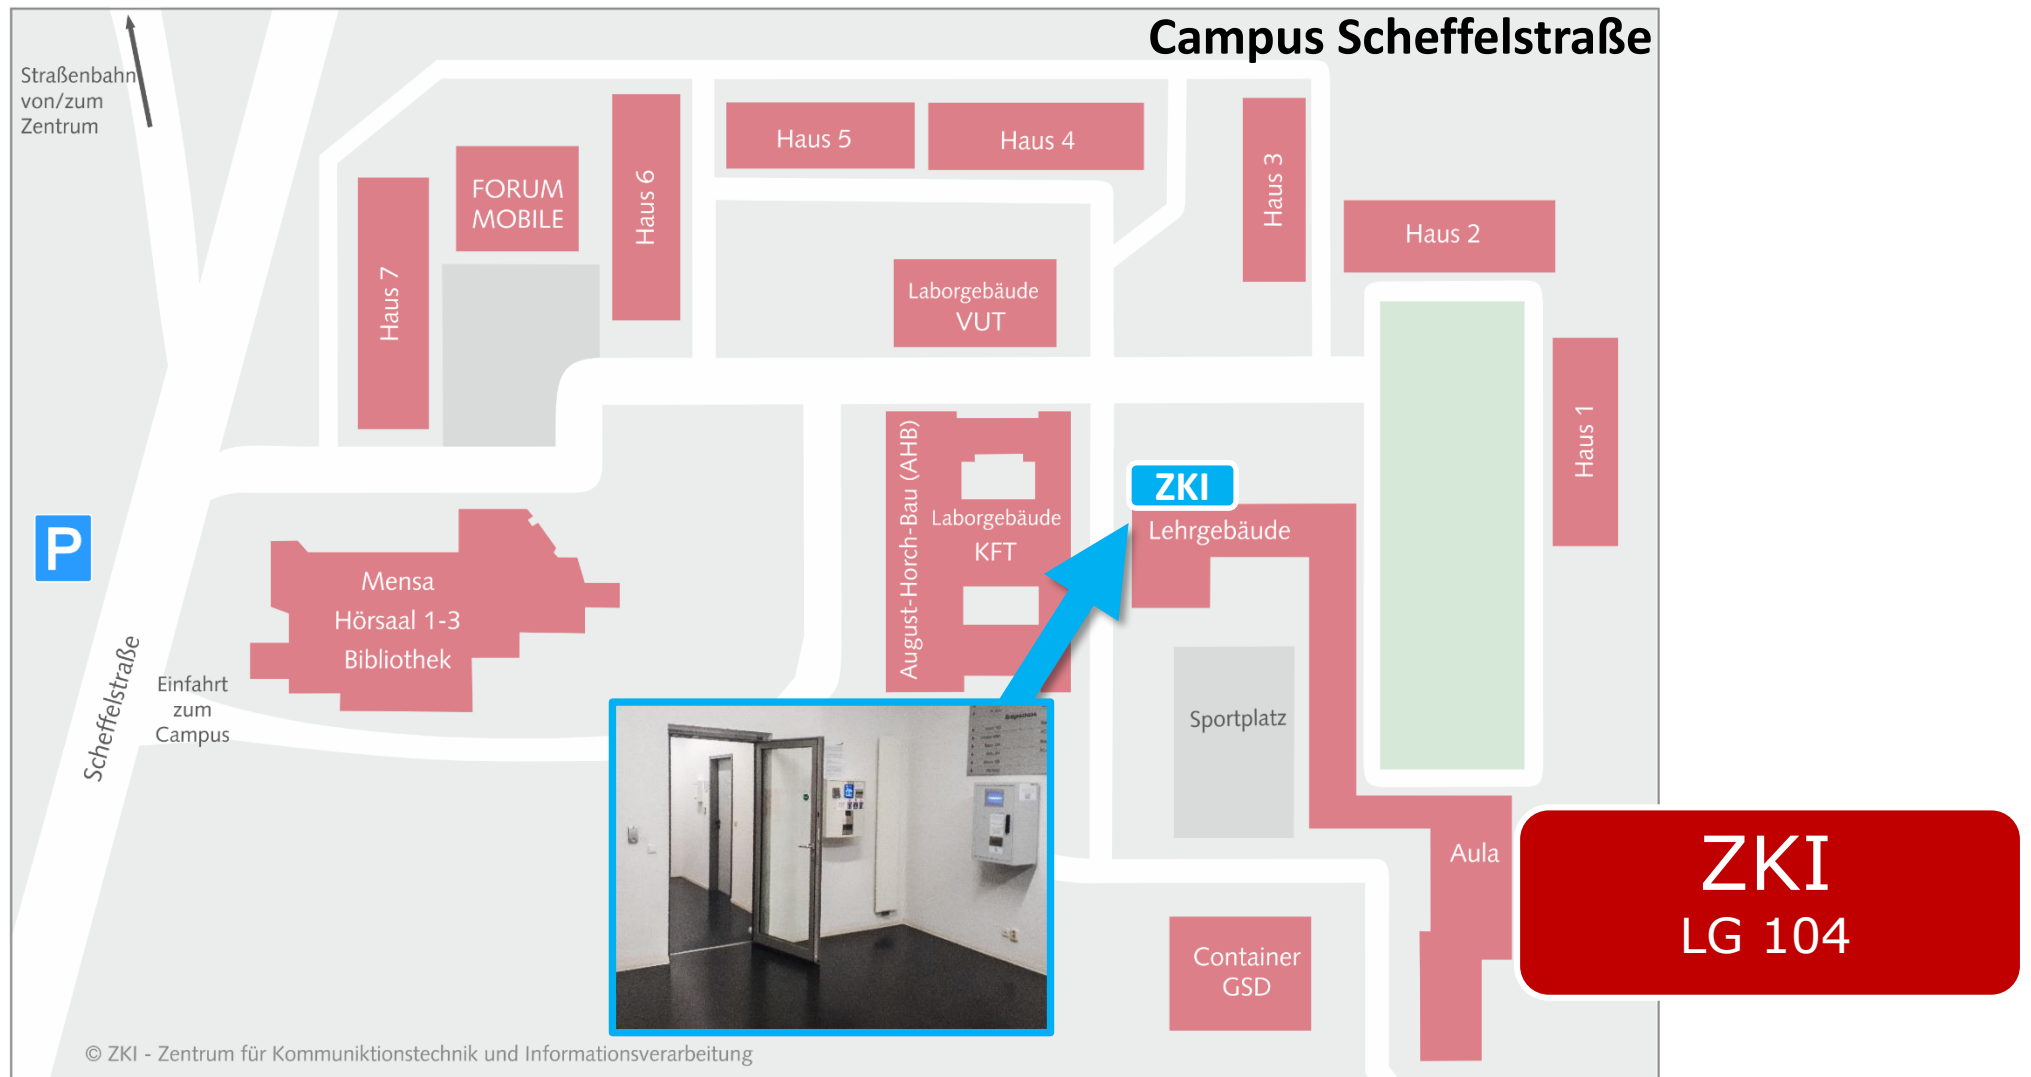 Campus Scheffelstraße
Straßenbahn
von/zum
Zentrum
Haus 5
Haus 4
Haus 3
Haus 6
FORUM
MOBILE
Haus 2
Haus 7
Laborgebäude
VUT
Haus 1
August-Horch-Bau (AHB)
ZKI
Laborgebäude
KFT
Lehrgebäude
P
Mensa
Hörsaal 1-3
Bibliothek
Scheffelstraße
Einfahrt
zum
Campus
Sportplatz
Aula
ZKI
LG 104
Container
GSD
© ZKI - Zentrum für Kommuniktionstechnik und Informationsverarbeitung